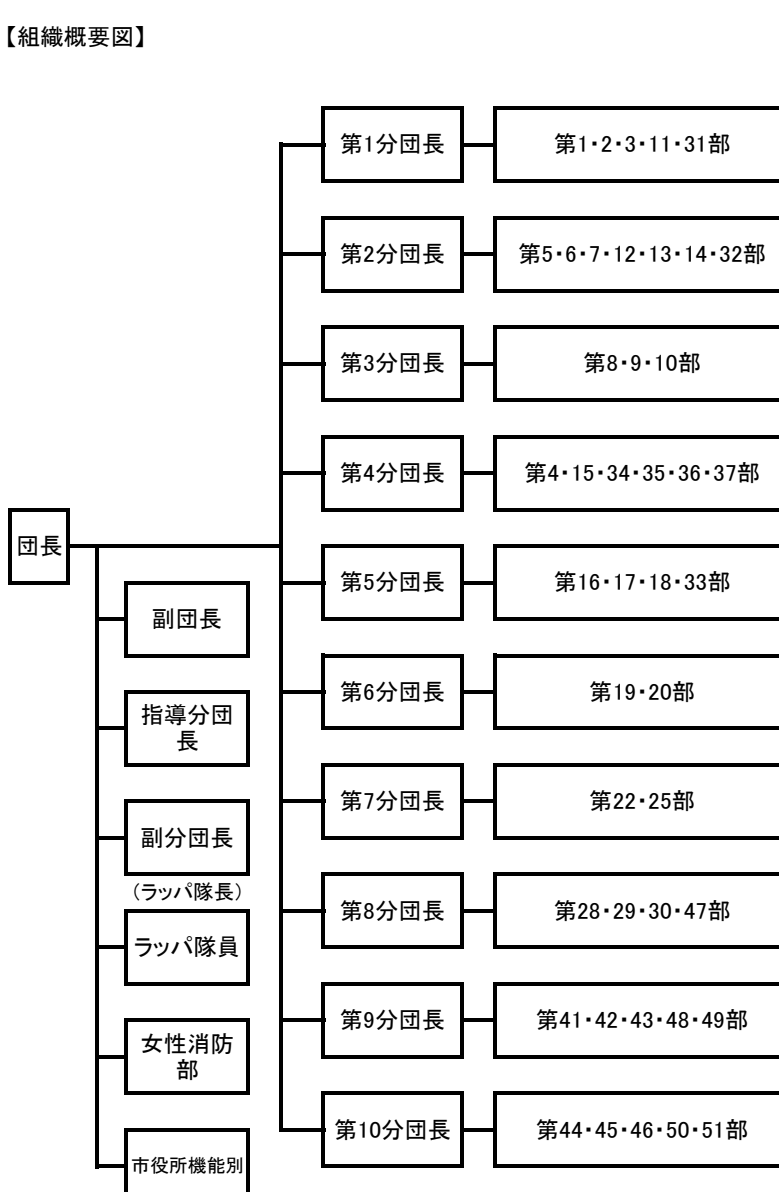 【組織概要図】
第1分団長
第1・2・3・11・31部
第2分団長
第5・6・7・12・13・14・32部
第3分団長
第8・9・10部
第4分団長
第4・15・34・35・36・37部
団長
第5分団長
第16・17・18・33部
副団長
第6分団長
第19・20部
指導分団
長
第7分団長
第22・25部
副分団長
(ラッパ隊長)
第8分団長
第28・29・30・47部
ラッパ隊員
第9分団長
第41・42・43・48・49部
女性消防
部
第10分団長
第44・45・46・50・51部
市役所機能別